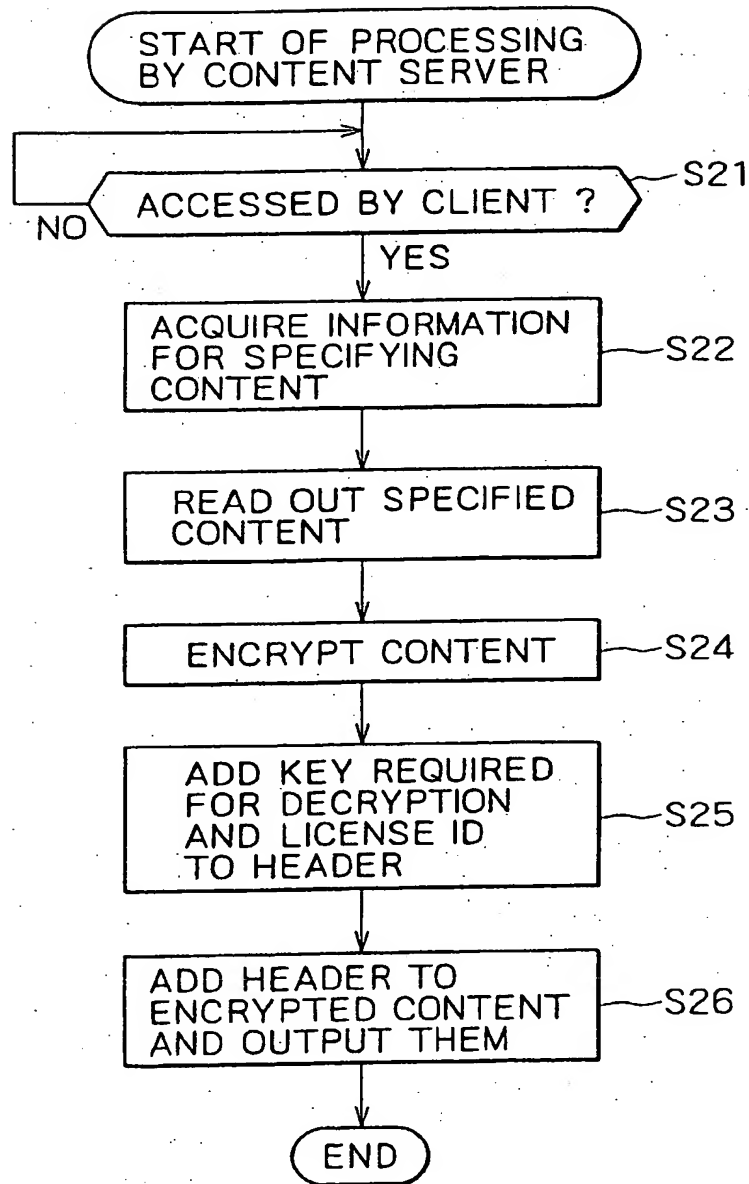 START OF PROCESSING
BY CONTENT SERVER
ACCESSED BY CLIENT ?
S21
NO
YES
ACQUIRE INFORMATION
FOR SPECIFYING
CONTENT
S22
READ OUT SPECIFIED
CONTENT
S23
ENCRYPT CONTENT
S24
ADD KEY REQUIRED
FOR DECRYPTION
AND LICENSE ID
TO HEADER
S25
ADD HEADER TO
ENCRYPTED CONTENT
AND OUTPUT THEM
S26
END